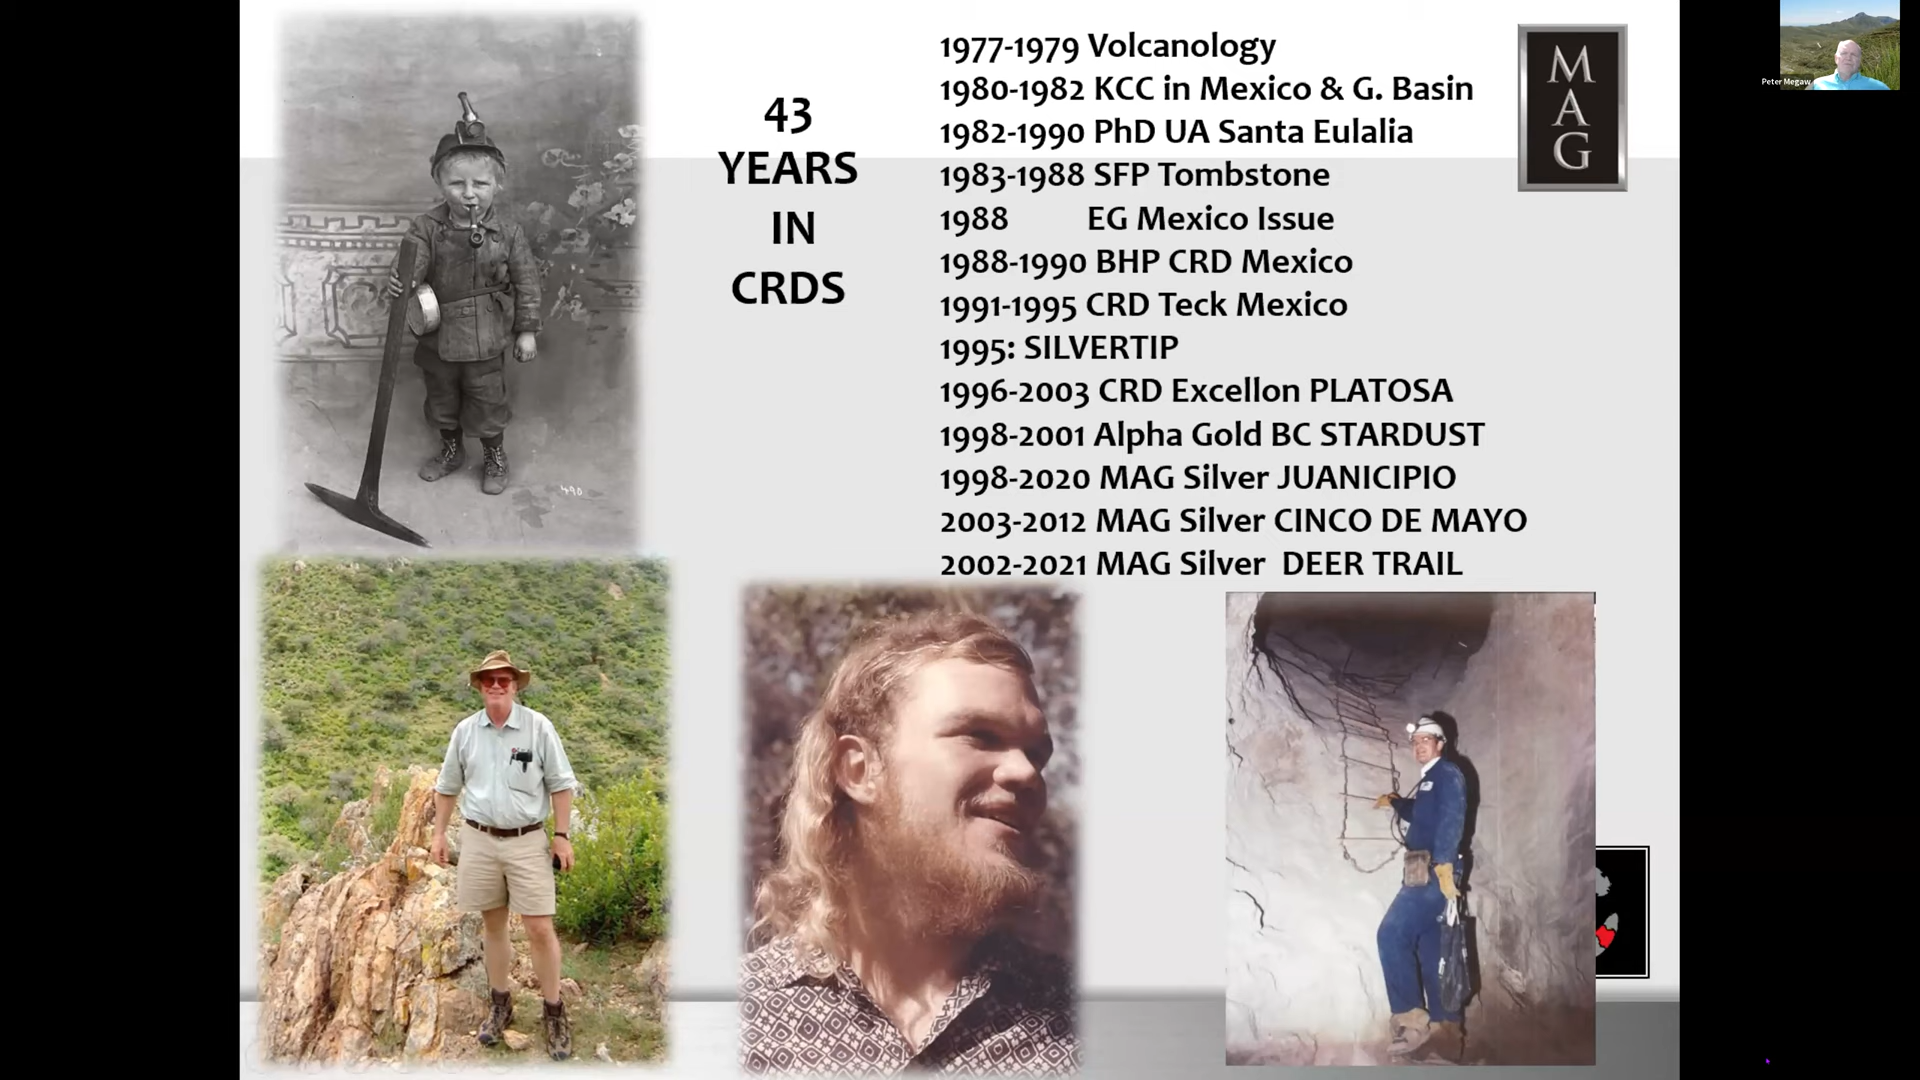 43
YEARS
IN
CRDS
1977-1979 Volcanology
1980-1982 KCC in Mexico & G. Basin
1982-1990 PhD UA Santa Eulalia
1983-1988 SFP Tombstone
1988 EG Mexico Issue
1988-1990 BHP CRD Mexico
1991-1995 CRD Teck Mexico
1995: SILVERTIP
1996-2003 CRD Excellon PLATOSA
1998-2001 Alpha Gold BC STARDUST
1998-2020 MAG Silver JUANICIPIO
2003-2012 MAG Silver CINCO DE MAYO
2002-2021 MAG Silver DEER TRAIL
MAG
Peter Megaw
490